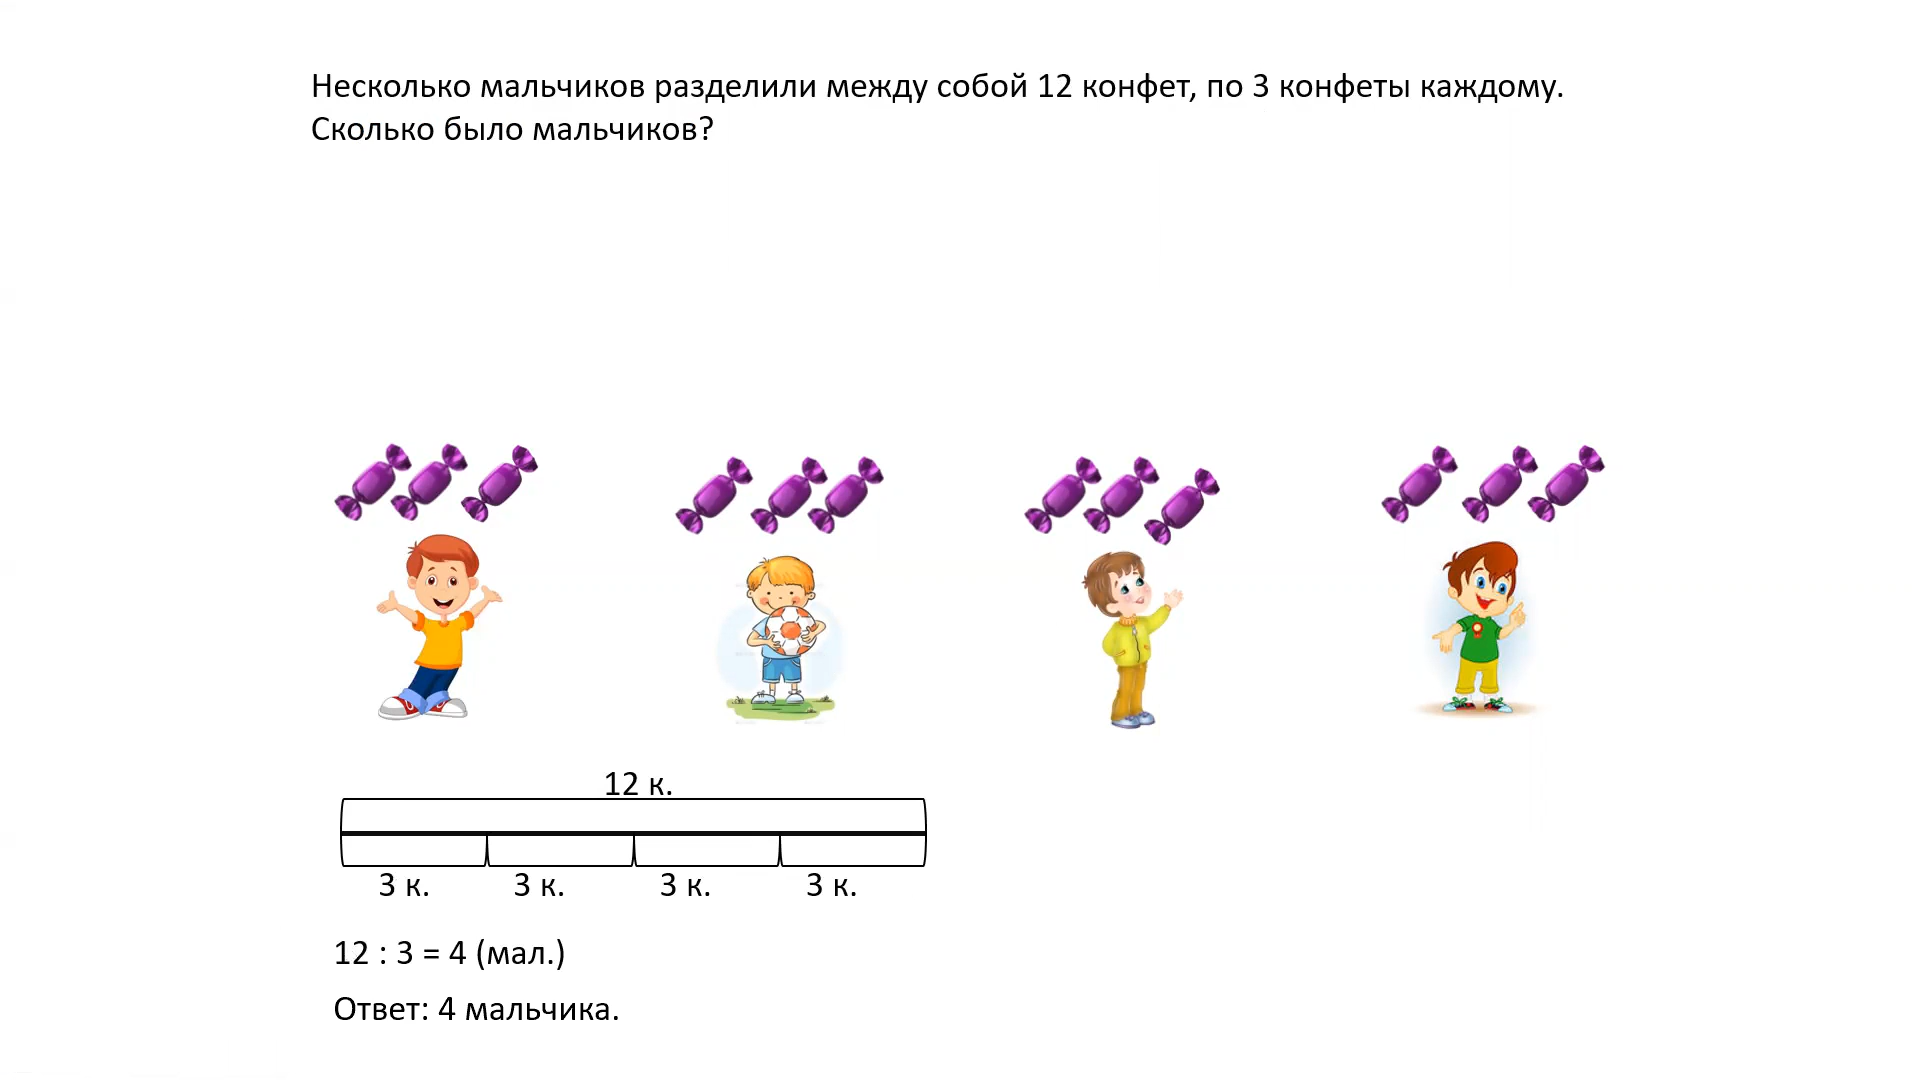 Несколько мальчиков разделили между собой 12 конфет, по 3 конфеты каждому.
Сколько было мальчиков?
12 к.
3 к. 3 к. 3 к. 3 к.
12 : 3 = 4 (мал.)
Ответ: 4 мальчика.